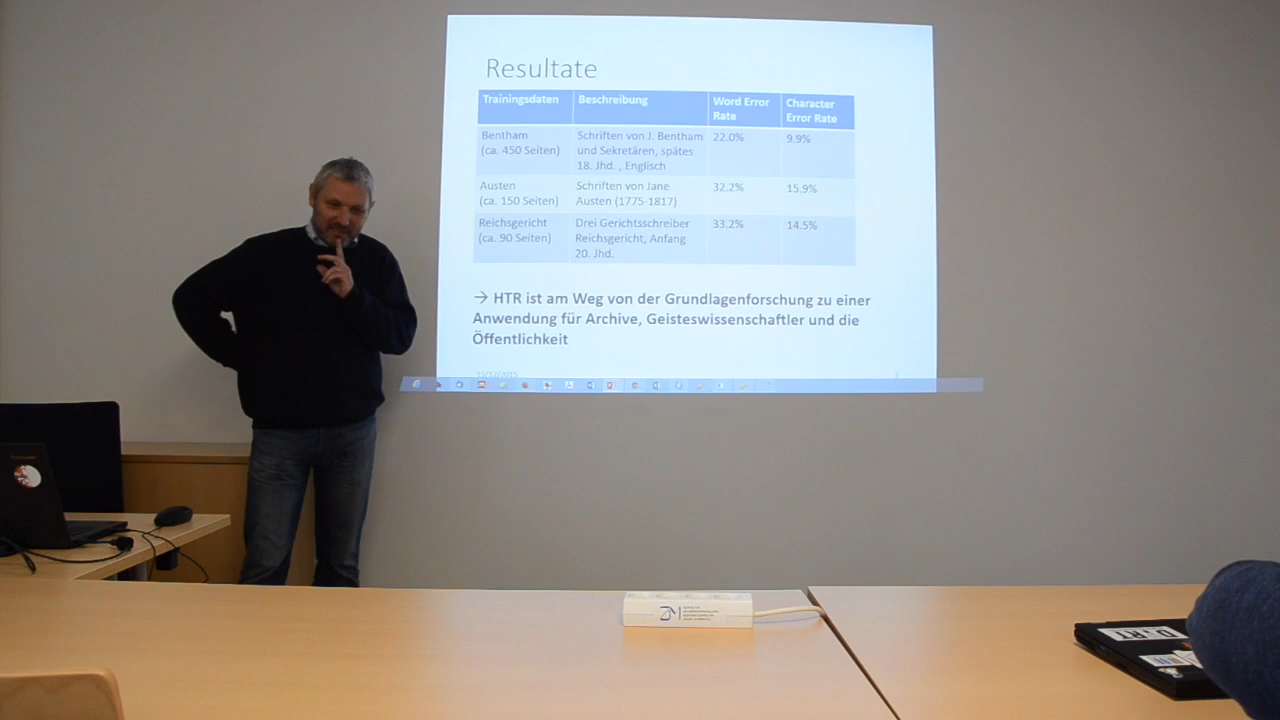 Resultate
Trainingsdaten Beschreibung Word Error Character
Rate Error Rate
Bentham Schriften von J. Bentham 22.0% 9.9%
(ca. 450 Seiten) und Sekretären, spätes
18. Jhd. , Englisch
Austen Schriften von Jane 32.2% 15.9%
(ca. 150 Seiten) Austen (1775-1817)
Reichsgericht Drei Gerichtsschreiber 33.2% 14.5%
(ca. 90 Seiten) Reichsgericht, Anfang
20. Jhd.
→ HTR ist am Weg von der Grundlagenforschung zu einer
Anwendung für Archive, Geisteswissenschaftler und die
Öffentlichkeit
15/12/2015